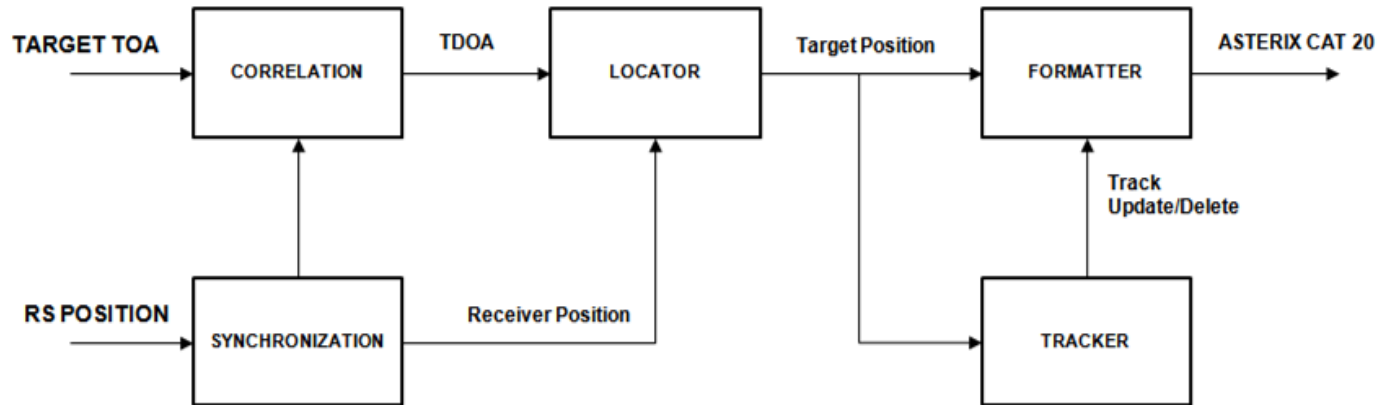 TARGET TOA
CORRELATION
TDOA
LOCATOR
Target Position
FORMATTER
ASTERIX CAT 20
Track
Update/Delete
RS POSITION
SYNCHRONIZATION
Receiver Position
TRACKER